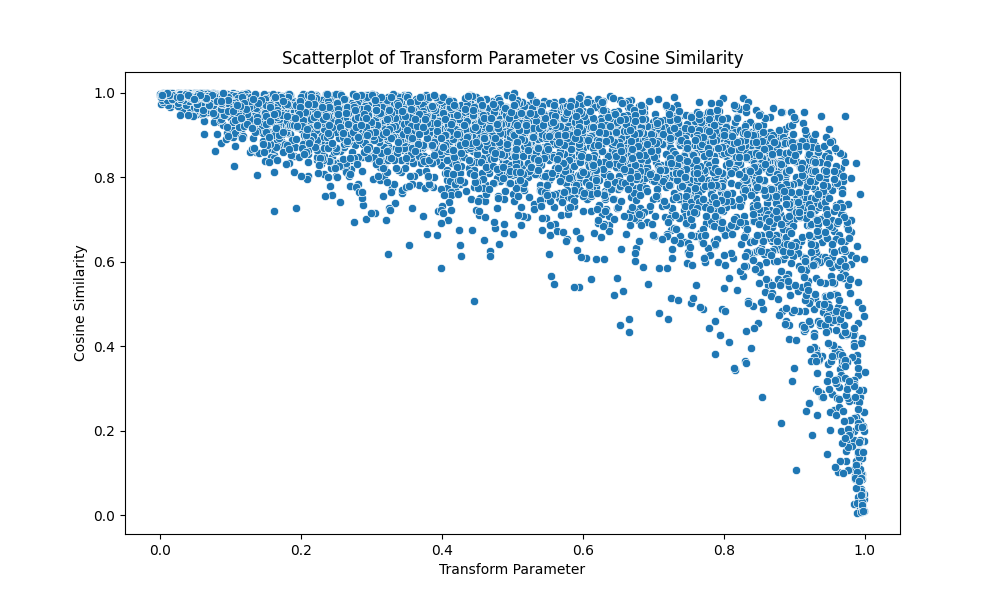 Scatterplot of Transform Parameter vs Cosine Similarity
1.0
0.8
0.6
0.4
0.2
0.0
Cosine Similarity
0.0 0.2 0.4 0.6 0.8 1.0
Transform Parameter